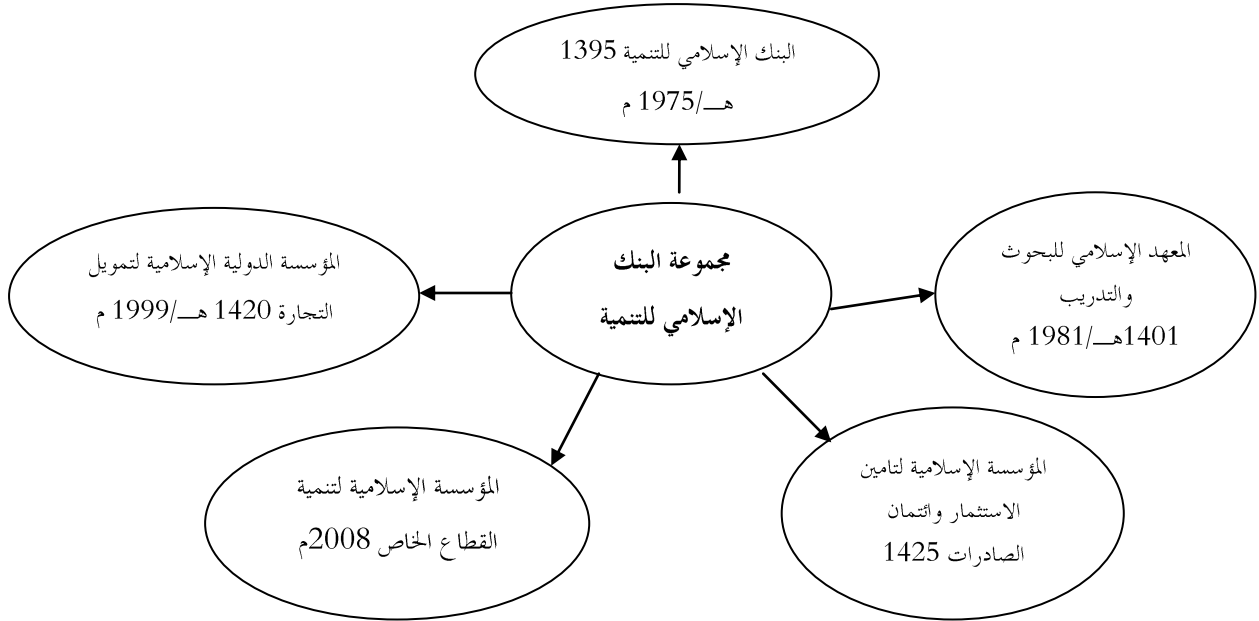 البنك الإسلامي للتنمية 1395
هـ/1975 م
المعهد الإسلامي للبحوث
والتدريب
1401هـ/1981 م
مجموعة البنك
الإسلامي للتنمية
المؤسسة الدولية الإسلامية لتمويل
التجارة 1420 هـ/1999 م
المؤسسة الإسلامية لتامين
الاستثمار وائتمان
الصادرات 1425
المؤسسة الإسلامية لتنمية
القطاع الخاص 2008م